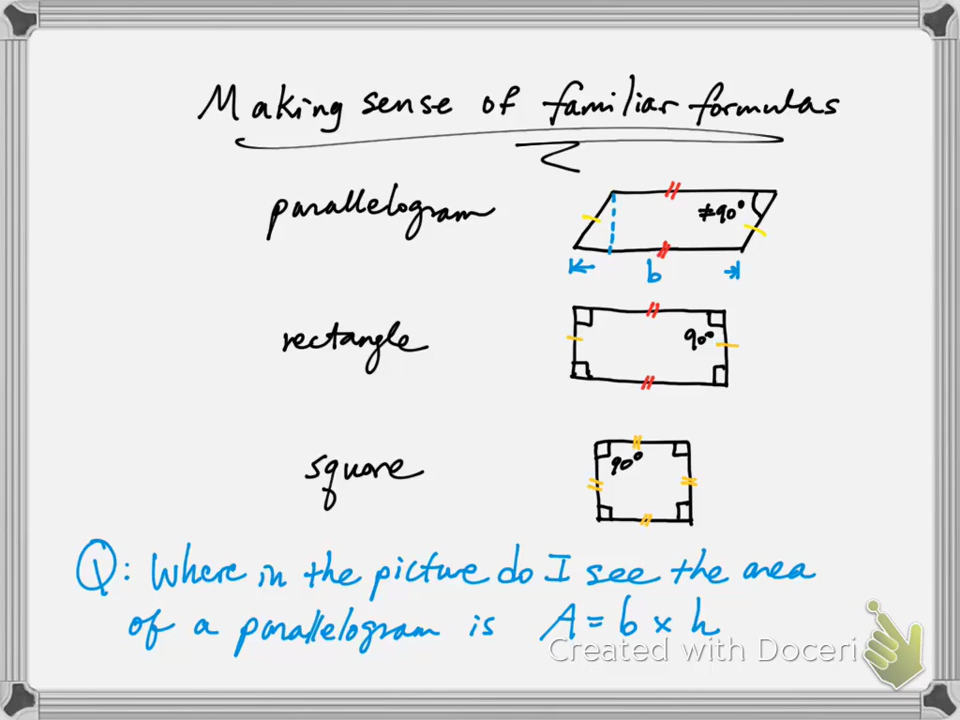 Making sense of familiar formulas
parallelogram
≠90°
b
rectangle
90°
square
90°
Q: Where in the picture do I see the area
of a parallelogram is A = b × h
Created with Doceri